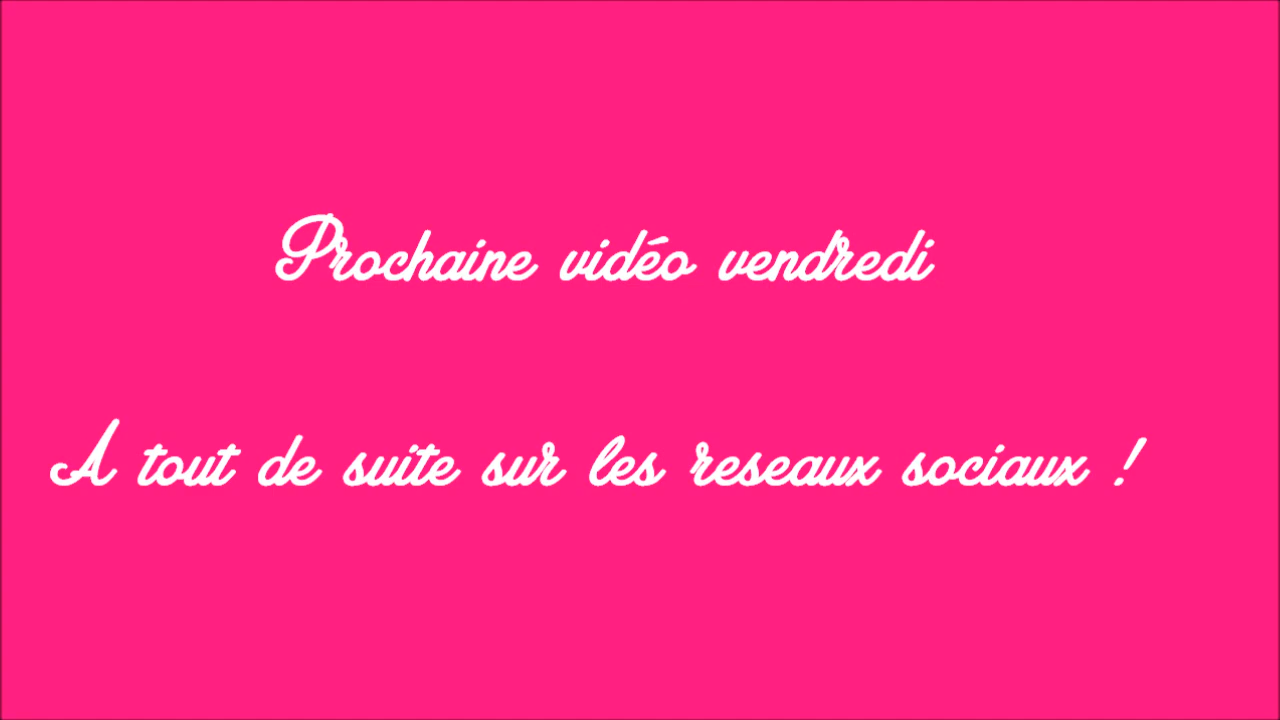 Prochaine vidéo vendredi
A tout de suite sur les reseaux sociaux !